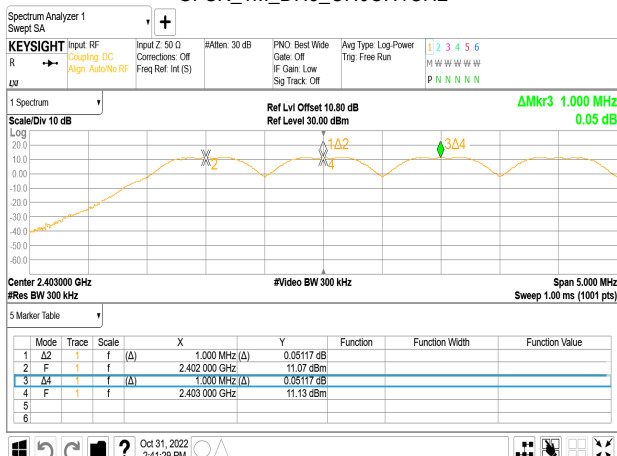 Spectrum Analyzer 1
Swept SA
KEYSIGHT Input: RF Input Z: 50 Ω #Atten: 30 dB PNO: Best Wide Avg Type: Log-Power 1 2 3 4 5 6
R Coupling: DC Corrections: Off Gate: Off Trig: Free Run M W W W W W
Align: Auto/No RF Freq Ref: Int (S) IF Gain: Low
LXI Sig Track: Off P N N N N N
1 Spectrum Ref Lvl Offset 10.80 dB ΔMkr3 1.000 MHz
Scale/Div 10 dB Ref Level 30.00 dBm 0.05 dB
Log
20.0
10.0
0.00
-10.0
-20.0
-30.0
-40.0
-50.0
-60.0
2
1Δ2
4
3Δ4
Center 2.403000 GHz #Video BW 300 kHz Span 5.000 MHz
#Res BW 300 kHz Sweep 1.00 ms (1001 pts)
5 Marker Table
Mode Trace Scale X Y Function Function Width Function Value
1 Δ2 1 f (Δ) 1.000 MHz (Δ) 0.05117 dB
2 F 1 f 2.402 000 GHz 11.07 dBm
3 Δ4 1 f (Δ) 1.000 MHz (Δ) 0.05117 dB
4 F 1 f 2.403 000 GHz 11.13 dBm
5
6
? Oct 31, 2022
2:41:29 PM